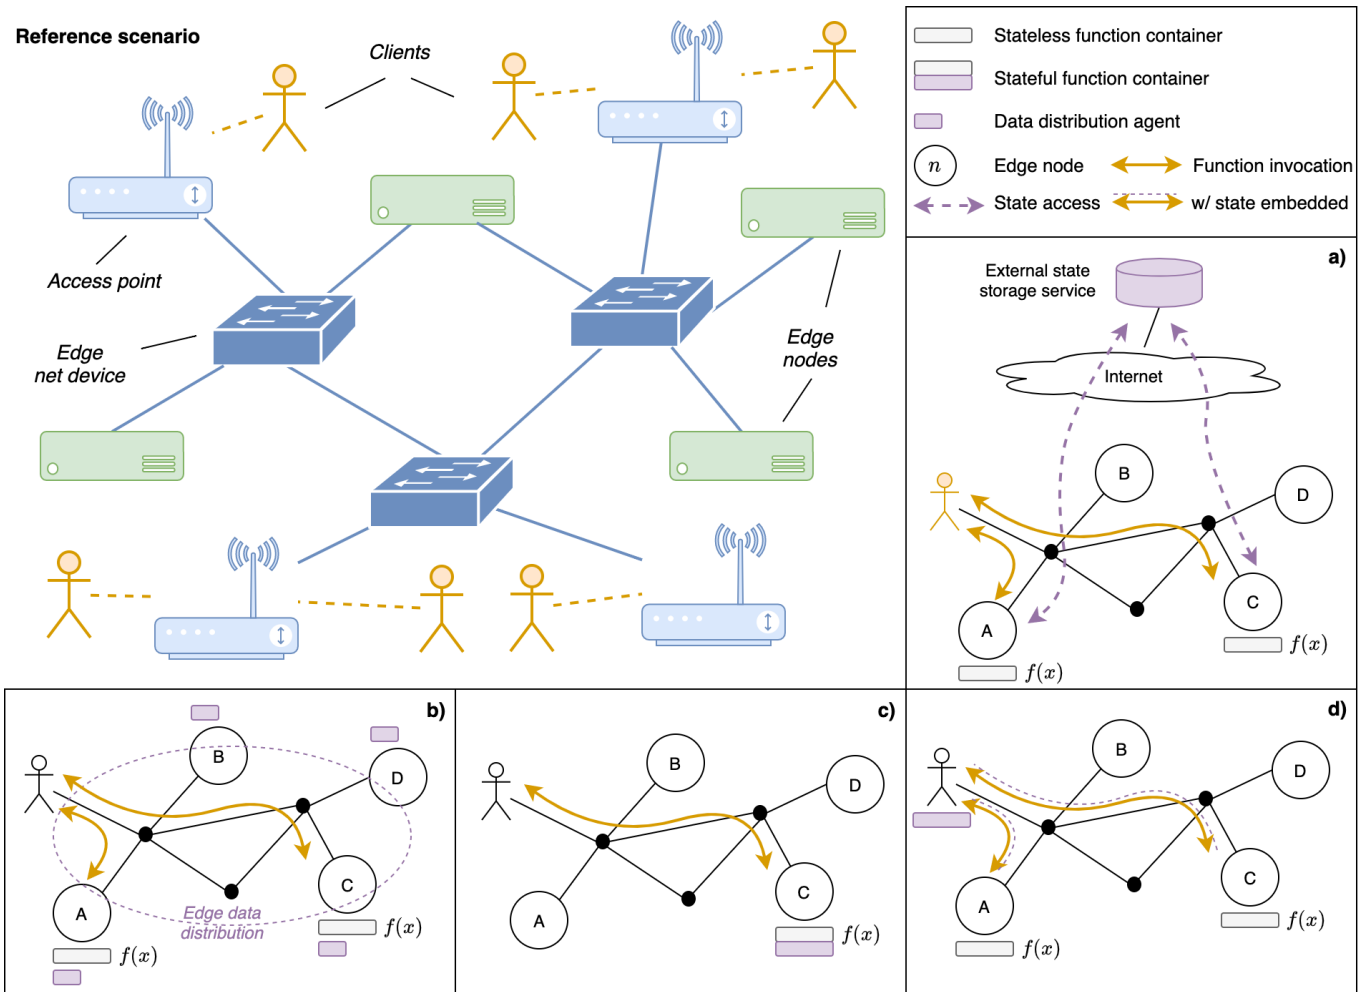 Reference scenario
Clients
Access point
Edge
net device
Edge
nodes
Stateless function container
Stateful function container
Data distribution agent
n
Edge node
Function invocation
State access
w/ state embedded
a)
External state
storage service
Internet
B
D
C
A
f(x)
f(x)
b)
B
D
C
A
Edge data
distribution
f(x)
f(x)
c)
B
D
C
A
f(x)
d)
B
D
C
A
f(x)
f(x)